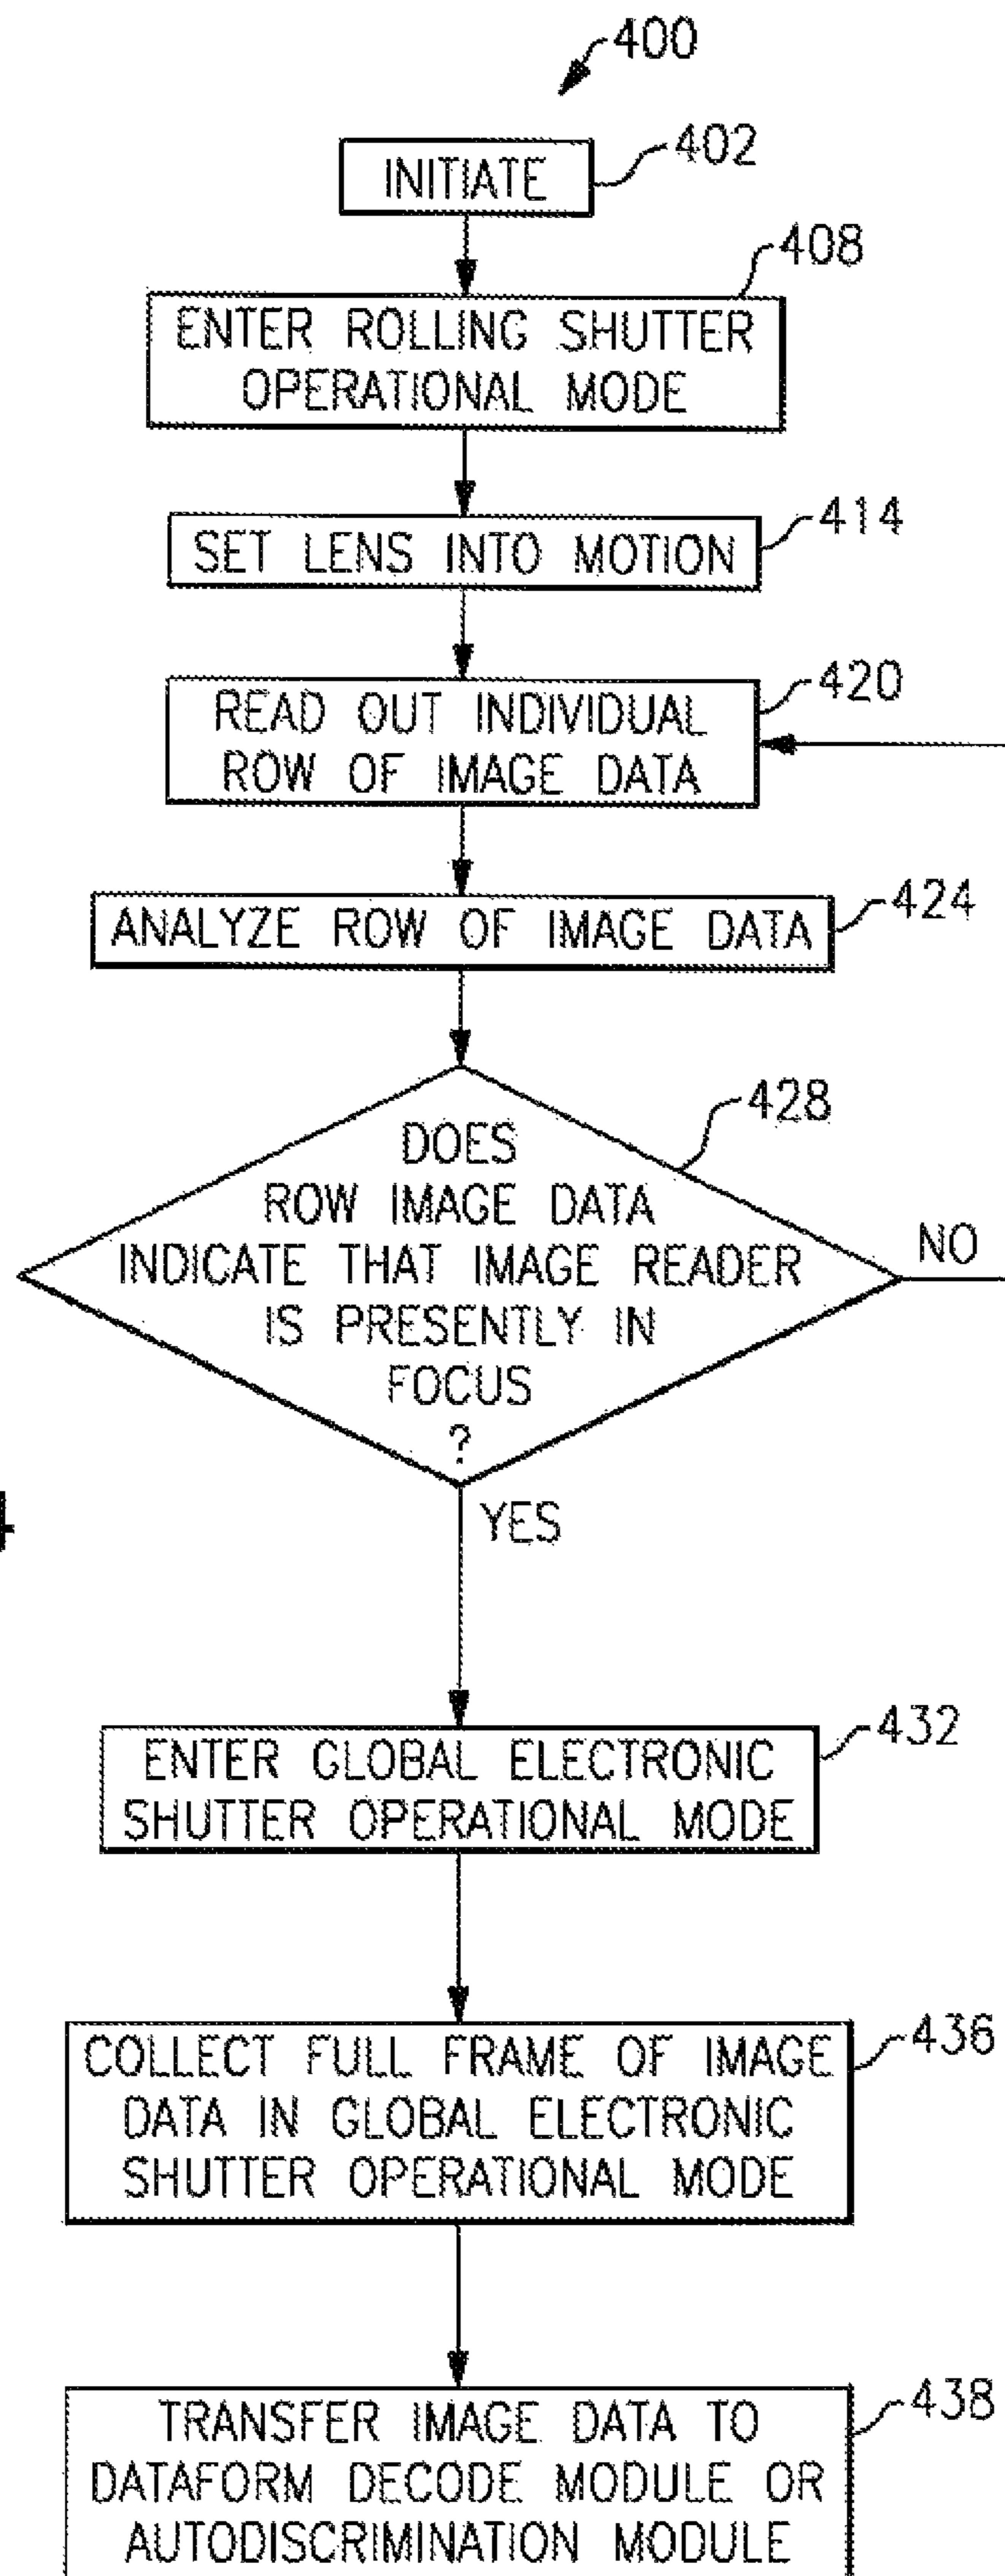 400
INITIATE
402
408
ENTER ROLLING SHUTTER
OPERATIONAL MODE
SET LENS INTO MOTION
414
READ OUT INDIVIDUAL
ROW OF IMAGE DATA
420
ANALYZE ROW OF IMAGE DATA
424
428
DOES
ROW IMAGE DATA
INDICATE THAT IMAGE READER
IS PRESENTLY IN
FOCUS
?
NO
YES
ENTER GLOBAL ELECTRONIC
SHUTTER OPERATIONAL MODE
432
COLLECT FULL FRAME OF IMAGE
DATA IN GLOBAL ELECTRONIC
SHUTTER OPERATIONAL MODE
436
TRANSFER IMAGE DATA TO
DATAFORM DECODE MODULE OR
AUTODISCRIMINATION MODULE
438